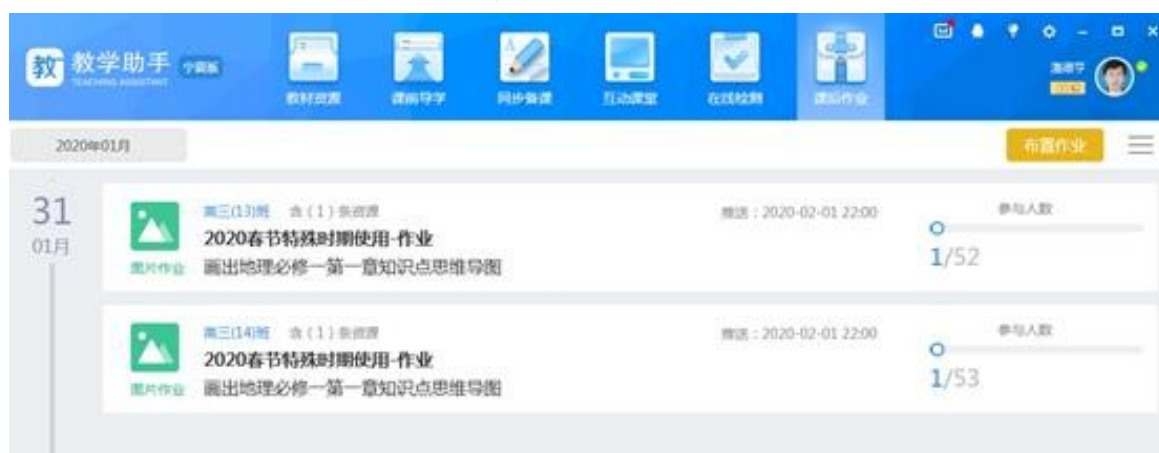 教 教学助手 宁夏版
TEACHING ASSISTANT
教材资源 课前导学 同步备课 互动课堂 在线检测 课后作业
2020年01月
布置作业
31
01月
高三(13)班 含(1)条资源
推送：2020-02-01 22:00
参与人数
2020春节特殊时期使用-作业
1/52
图片作业
画出地理必修一第一章知识点思维导图
高三(14)班 含(1)条资源
推送：2020-02-01 22:00
参与人数
2020春节特殊时期使用-作业
1/53
图片作业
画出地理必修一第一章知识点思维导图